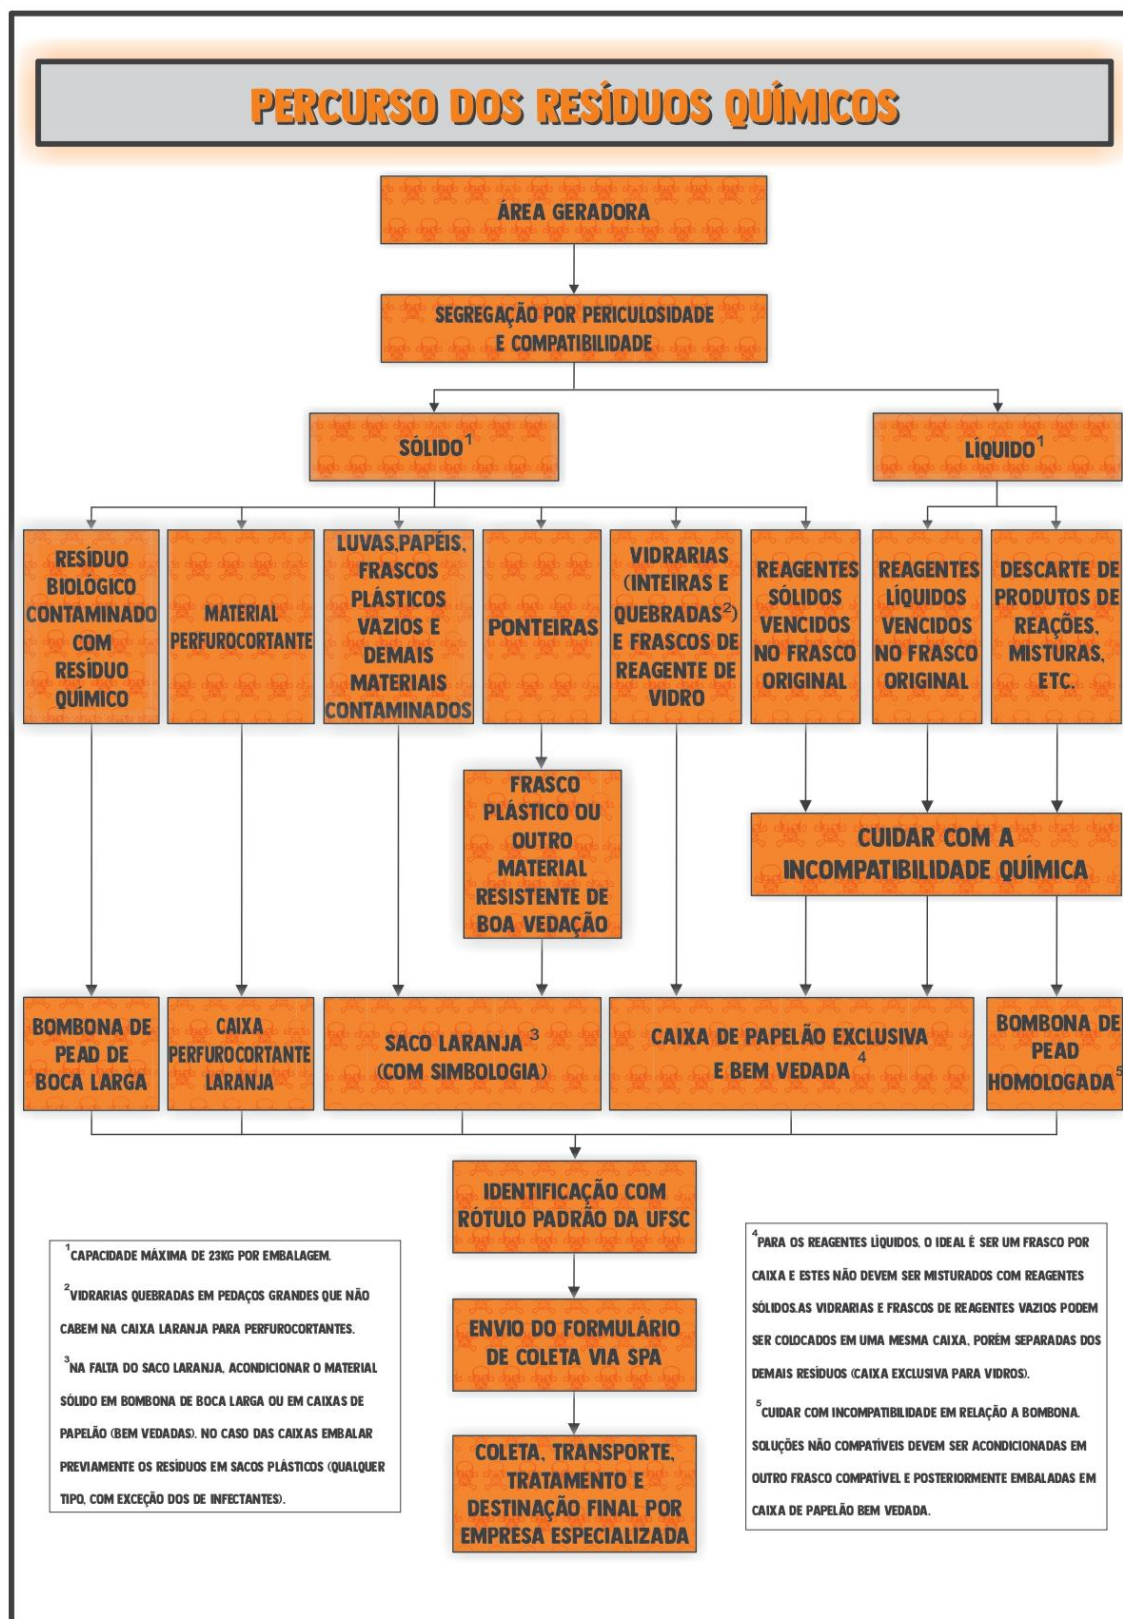 PERCURSO DOS RESÍDUOS QUÍMICOS
ÁREA GERADORA
SEGREGAÇÃO POR PERICULOSIDADE
E COMPATIBILIDADE
SÓLIDO¹
LÍQUIDO¹
RESÍDUO
BIOLÓGICO
CONTAMINADO
COM
RESÍDUO
QUÍMICO
MATERIAL
PERFUROCORTANTE
LUVAS,PAPÉIS,
FRASCOS
PLÁSTICOS
VAZIOS E
DEMAIS
MATERIAIS
CONTAMINADOS
PONTEIRAS
VIDRARIAS
(INTEIRAS E
QUEBRADAS²)
E FRASCOS DE
REAGENTE DE
VIDRO
REAGENTES
SÓLIDOS
VENCIDOS
NO FRASCO
ORIGINAL
REAGENTES
LÍQUIDOS
VENCIDOS
NO FRASCO
ORIGINAL
DESCARTE DE
PRODUTOS DE
REAÇÕES,
MISTURAS,
ETC.
FRASCO
PLÁSTICO OU
OUTRO
MATERIAL
RESISTENTE DE
BOA VEDAÇÃO
CUIDAR COM A
INCOMPATIBILIDADE QUÍMICA
BOMBONA DE
PEAD DE
BOCA LARGA
CAIXA
PERFUROCORTANTE
LARANJA
SACO LARANJA ³
(COM SIMBOLOGIA)
CAIXA DE PAPELÃO EXCLUSIVA
E BEM VEDADA ⁴
BOMBONA DE
PEAD
HOMOLOGADA⁵
IDENTIFICAÇÃO COM
RÓTULO PADRÃO DA UFSC
ENVIO DO FORMULÁRIO
DE COLETA VIA SPA
COLETA, TRANSPORTE,
TRATAMENTO E
DESTINAÇÃO FINAL POR
EMPRESA ESPECIALIZADA
¹CAPACIDADE MÁXIMA DE 23KG POR EMBALAGEM.
²VIDRARIAS QUEBRADAS EM PEDAÇOS GRANDES QUE NÃO
CABEM NA CAIXA LARANJA PARA PERFUROCORTANTES.
³NA FALTA DO SACO LARANJA, ACONDICIONAR O MATERIAL
SÓLIDO EM BOMBONA DE BOCA LARGA OU EM CAIXAS DE
PAPELÃO (BEM VEDADAS). NO CASO DAS CAIXAS EMBALAR
PREVIAMENTE OS RESÍDUOS EM SACOS PLÁSTICOS (QUALQUER
TIPO, COM EXCEÇÃO DOS DE INFECTANTES).
⁴PARA OS REAGENTES LÍQUIDOS, O IDEAL É SER UM FRASCO POR
CAIXA E ESTES NÃO DEVEM SER MISTURADOS COM REAGENTES
SÓLIDOS.AS VIDRARIAS E FRASCOS DE REAGENTES VAZIOS PODEM
SER COLOCADOS EM UMA MESMA CAIXA, PORÉM SEPARADAS DOS
DEMAIS RESÍDUOS (CAIXA EXCLUSIVA PARA VIDROS).
⁵CUIDAR COM INCOMPATIBILIDADE EM RELAÇÃO A BOMBONA.
SOLUÇÕES NÃO COMPATÍVEIS DEVEM SER ACONDICIONADAS EM
OUTRO FRASCO COMPATÍVEL E POSTERIORMENTE EMBALADAS EM
CAIXA DE PAPELÃO BEM VEDADA.